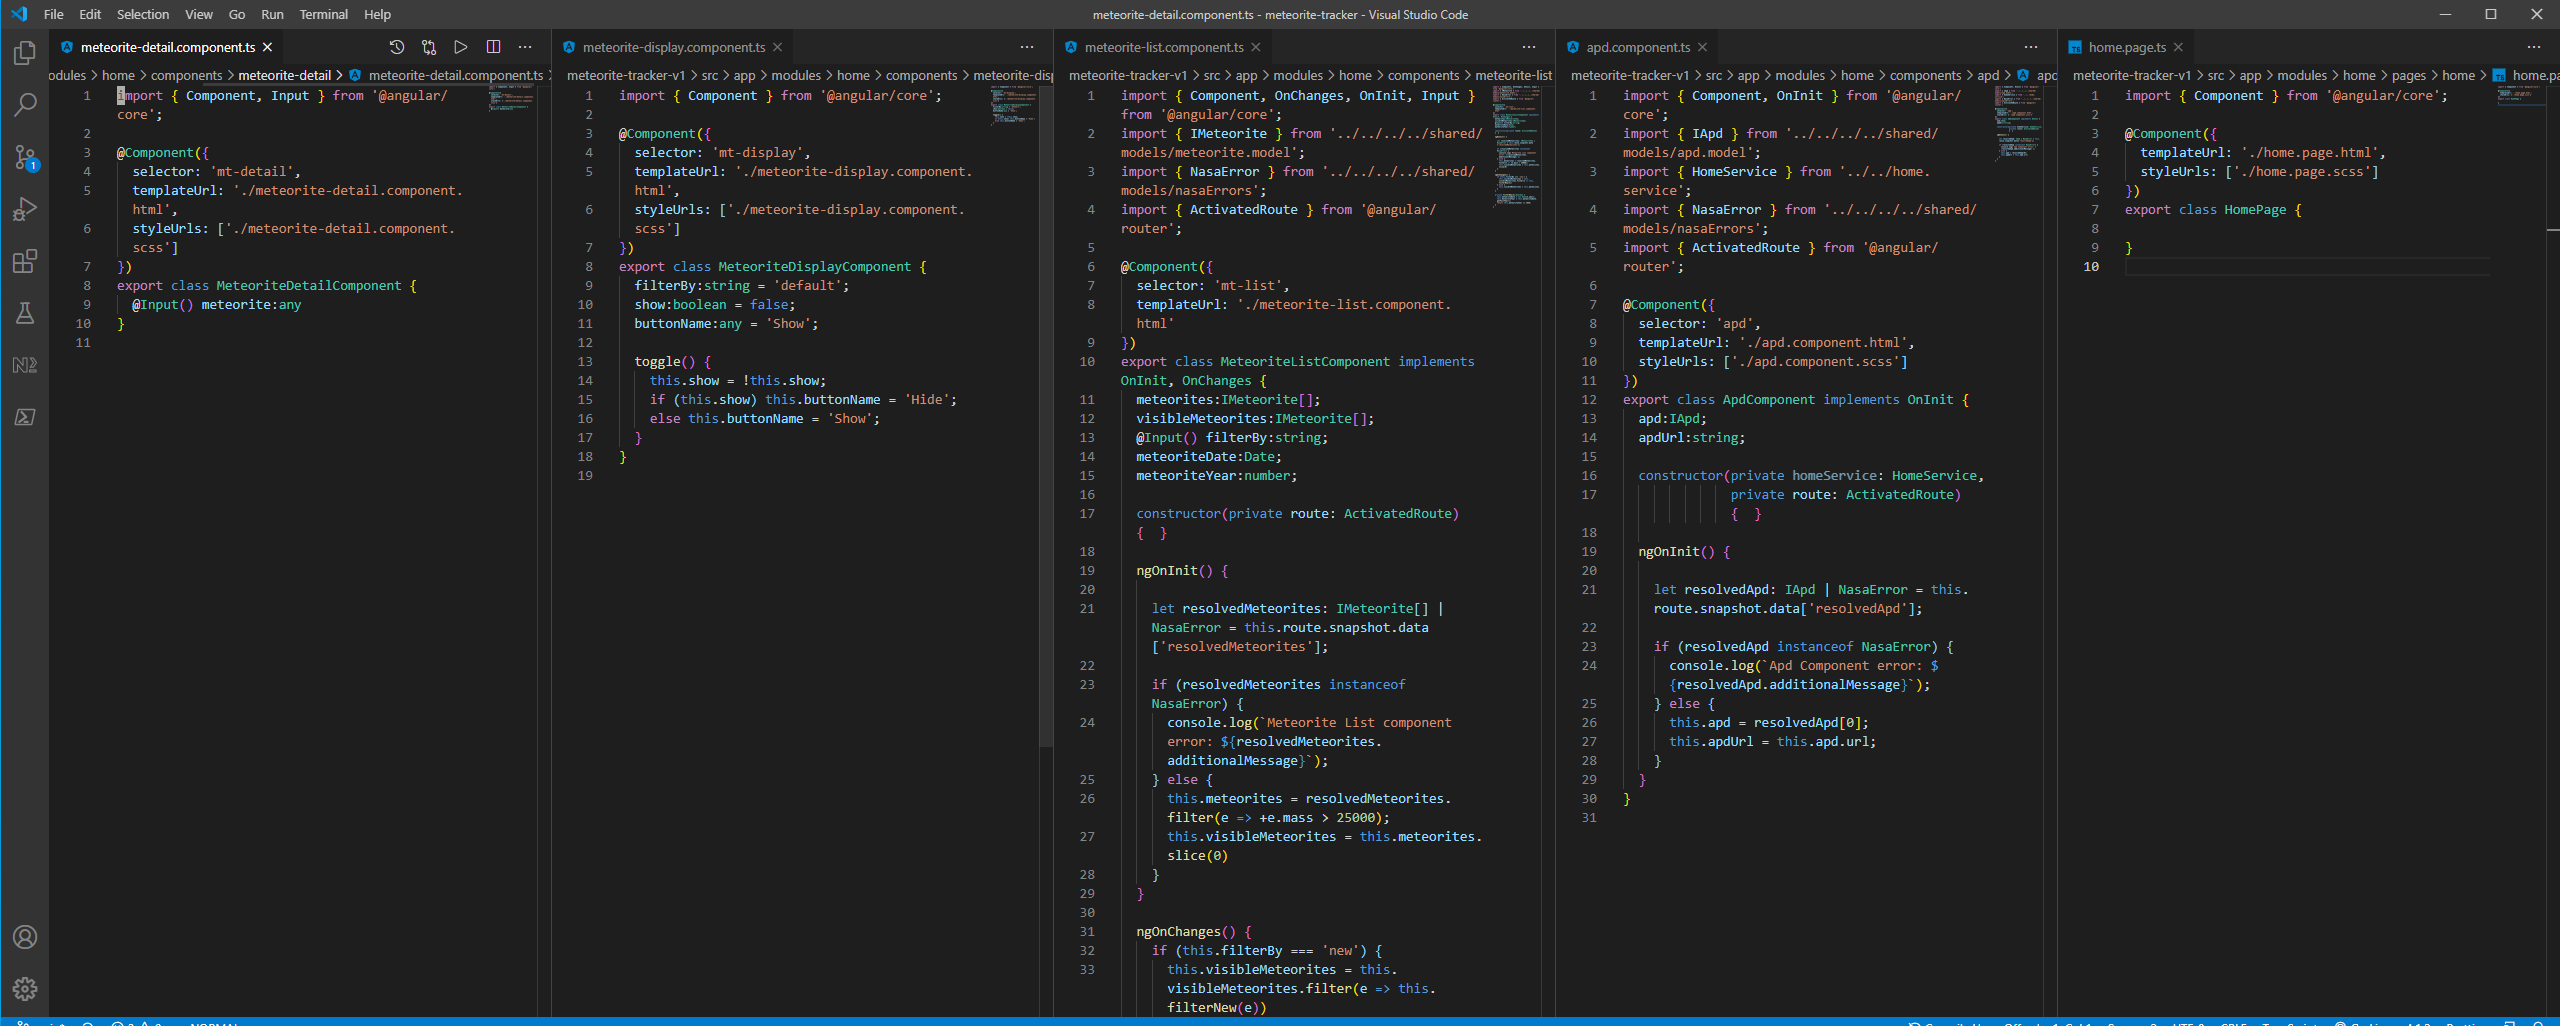 File Edit Selection View Go Run Terminal Help
meteorite-detail.component.ts - meteorite-tracker - Visual Studio Code
meteorite-detail.component.ts
odules > home > components > meteorite-detail > meteorite-detail.component.ts
1 import { Component, Input } from '@angular/
core';
2
3 @Component({
4 selector: 'mt-detail',
5 templateUrl: './meteorite-detail.component.
html',
6 styleUrls: ['./meteorite-detail.component.
scss']
7 })
8 export class MeteoriteDetailComponent {
9 @Input() meteorite:any
10 }
11
1
meteorite-display.component.ts
meteorite-tracker-v1 > src > app > modules > home > components > meteorite-disp
1 import { Component } from '@angular/core';
2
3 @Component({
4 selector: 'mt-display',
5 templateUrl: './meteorite-display.component.
html',
6 styleUrls: ['./meteorite-display.component.
scss']
7 })
8 export class MeteoriteDisplayComponent {
9 filterBy:string = 'default';
10 show:boolean = false;
11 buttonName:any = 'Show';
12
13 toggle() {
14 this.show = !this.show;
15 if (this.show) this.buttonName = 'Hide';
16 else this.buttonName = 'Show';
17 }
18 }
19
meteorite-list.component.ts
meteorite-tracker-v1 > src > app > modules > home > components > meteorite-list
1 import { Component, OnChanges, OnInit, Input }
from '@angular/core';
2 import { IMeteorite } from '../../../../shared/
models/meteorite.model';
3 import { NasaError } from '../../../../shared/
models/nasaErrors';
4 import { ActivatedRoute } from '@angular/
router';
5
6 @Component({
7 selector: 'mt-list',
8 templateUrl: './meteorite-list.component.
html'
9 })
10 export class MeteoriteListComponent implements
OnInit, OnChanges {
11 meteorites:IMeteorite[];
12 visibleMeteorites:IMeteorite[];
13 @Input() filterBy:string;
14 meteoriteDate:Date;
15 meteoriteYear:number;
16
17 constructor(private route: ActivatedRoute)
{ }
18
19 ngOnInit() {
20
21 let resolvedMeteorites: IMeteorite[] |
NasaError = this.route.snapshot.data
['resolvedMeteorites'];
22
23 if (resolvedMeteorites instanceof
NasaError) {
24 console.log(`Meteorite List component
error: ${resolvedMeteorites.
additionalMessage}`);
25 } else {
26 this.meteorites = resolvedMeteorites.
filter(e => +e.mass > 25000);
27 this.visibleMeteorites = this.meteorites.
slice(0)
28 }
29 }
30
31 ngOnChanges() {
32 if (this.filterBy === 'new') {
33 this.visibleMeteorites = this.
visibleMeteorites.filter(e => this.
filterNew(e))
apd.component.ts
meteorite-tracker-v1 > src > app > modules > home > components > apd > apc
1 import { Component, OnInit } from '@angular/
core';
2 import { IApd } from '../../../../shared/
models/apd.model';
3 import { HomeService } from '../../home.
service';
4 import { NasaError } from '../../../../shared/
models/nasaErrors';
5 import { ActivatedRoute } from '@angular/
router';
6
7 @Component({
8 selector: 'apd',
9 templateUrl: './apd.component.html',
10 styleUrls: ['./apd.component.scss']
11 })
12 export class ApdComponent implements OnInit {
13 apd:IApd;
14 apdUrl:string;
15
16 constructor(private homeService: HomeService,
17 private route: ActivatedRoute)
{ }
18
19 ngOnInit() {
20
21 let resolvedApd: IApd | NasaError = this.
route.snapshot.data['resolvedApd'];
22
23 if (resolvedApd instanceof NasaError) {
24 console.log(`Apd Component error: $
{resolvedApd.additionalMessage}`);
25 } else {
26 this.apd = resolvedApd[0];
27 this.apdUrl = this.apd.url;
28 }
29 }
30 }
31
home.page.ts
meteorite-tracker-v1 > src > app > modules > home > pages > home > home.pa
1 import { Component } from '@angular/core';
2
3 @Component({
4 templateUrl: './home.page.html',
5 styleUrls: ['./home.page.scss']
6 })
7 export class HomePage {
8
9 }
10